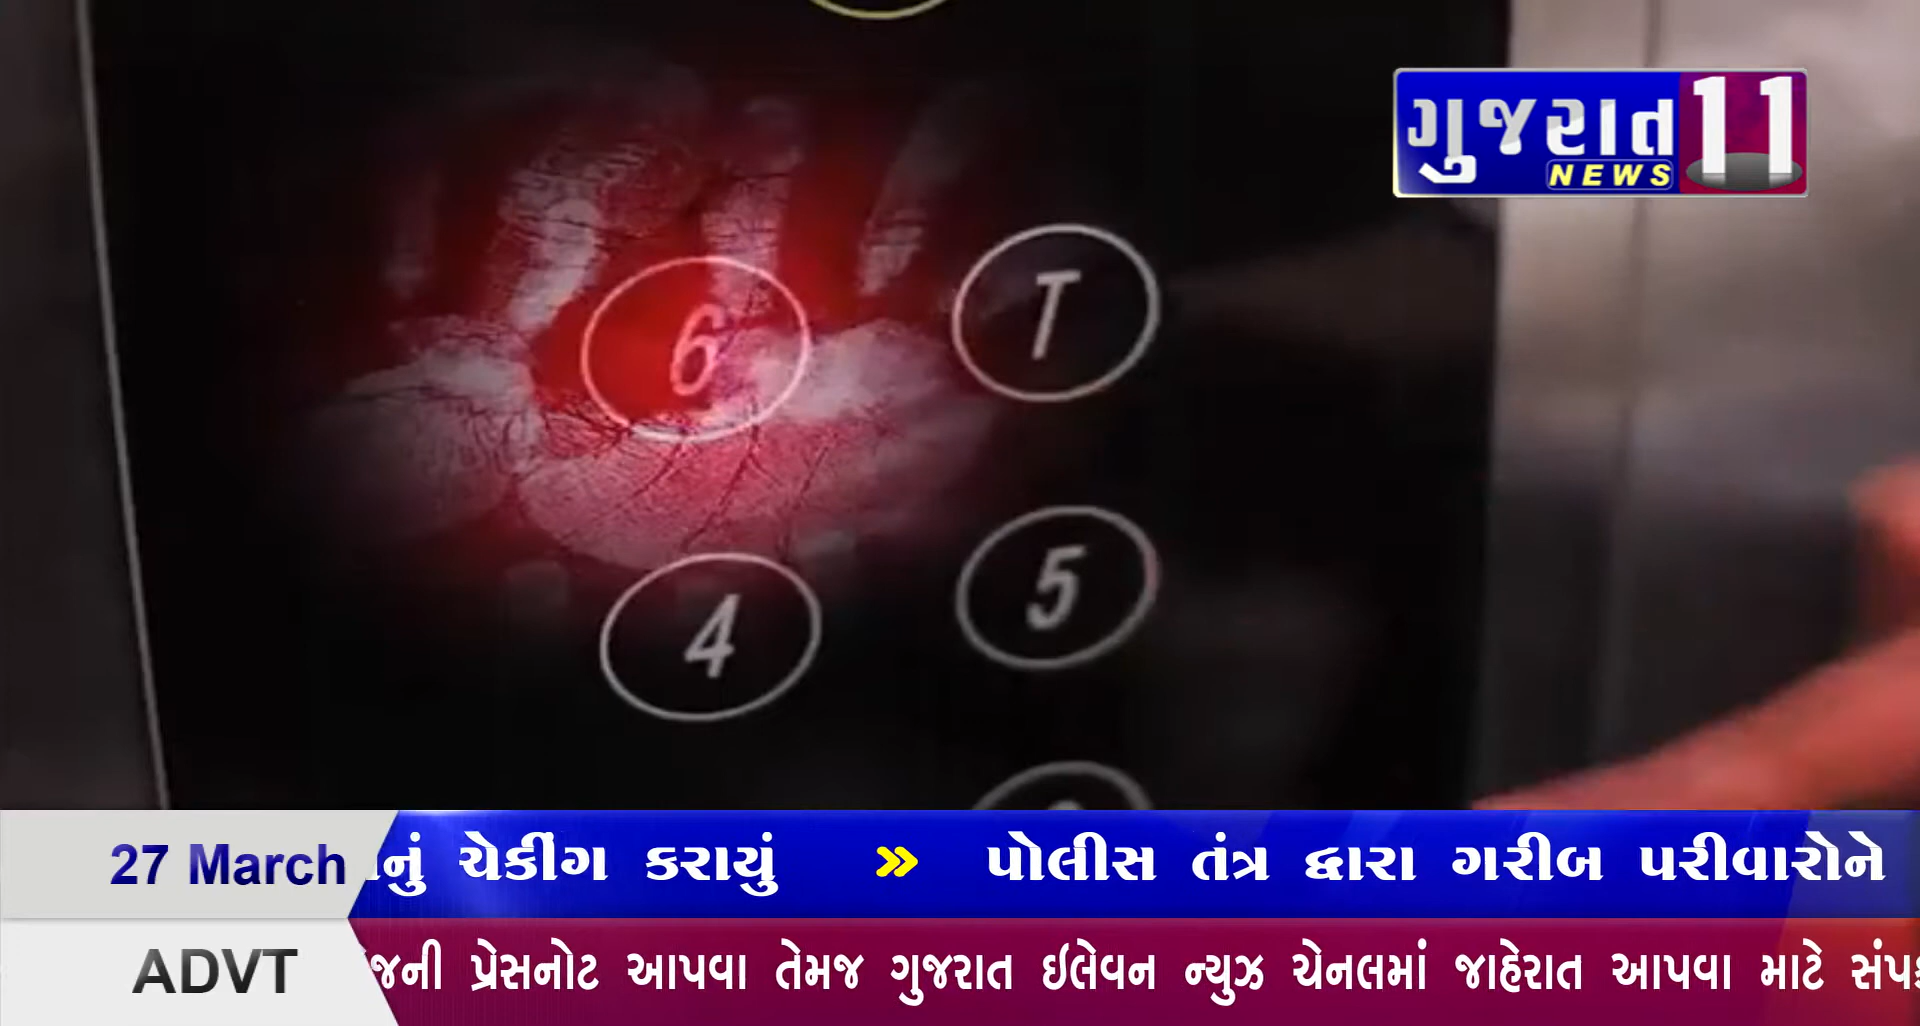 ગુજરાત 11
NEWS
6 T
4 5
27 March નું ચેકીંગ કરાયું » પોલીસ તંત્ર દ્વારા ગરીબ પરીવારોને
ADVT જની પ્રેસનોટ આપવા તેમજ ગુજરાત ઇલેવન ન્યુઝ ચેનલમાં જાહેરાત આપવા માટે